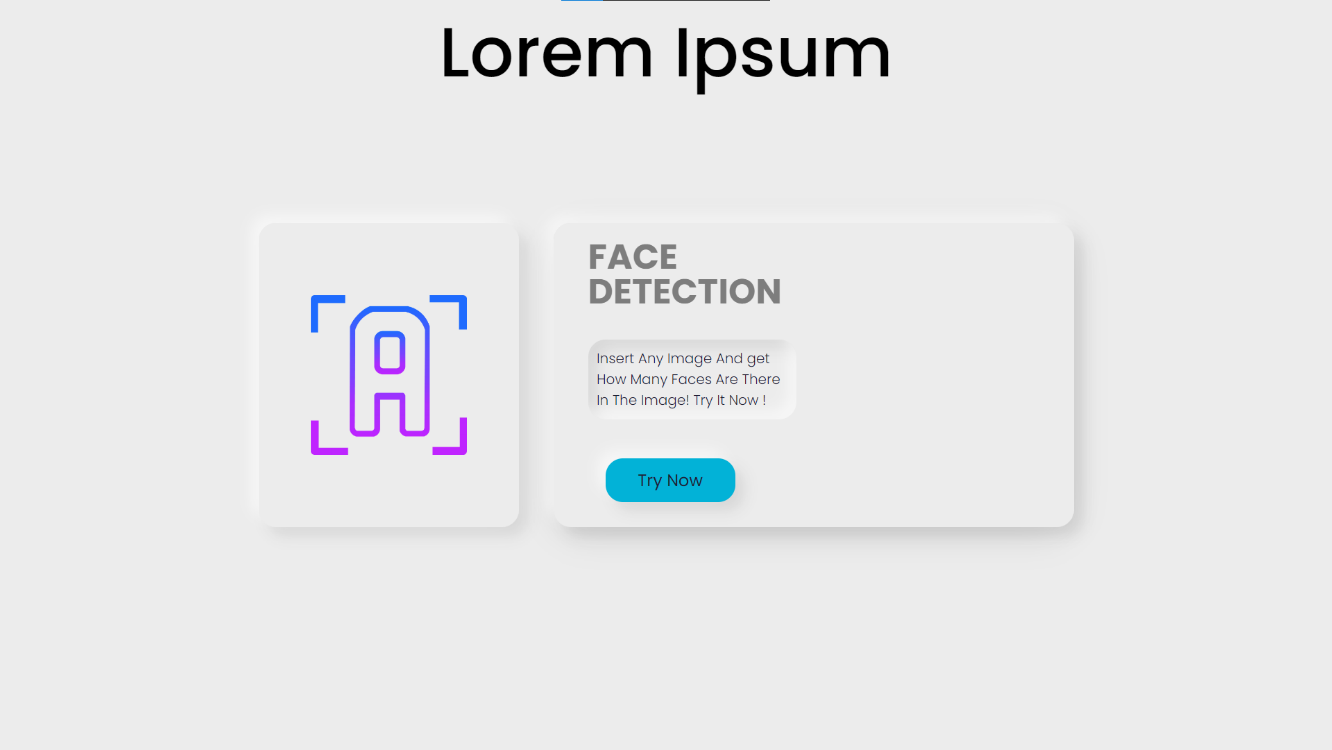 Lorem Ipsum
FACE
DETECTION
Insert Any Image And get
How Many Faces Are There
In The Image! Try It Now !
Try Now